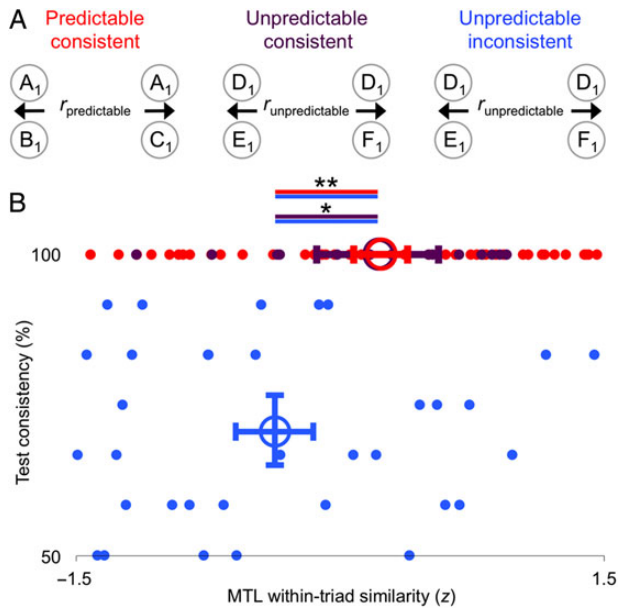 A
Predictable consistent
Unpredictable consistent
Unpredictable inconsistent
A1 A1 D1 D1 D1 D1
rpredictable runpredictable runpredictable
B1 C1 E1 F1 E1 F1
**
*
B
100
Test consistency (%)
50
−1.5 1.5
MTL within-triad similarity (z)